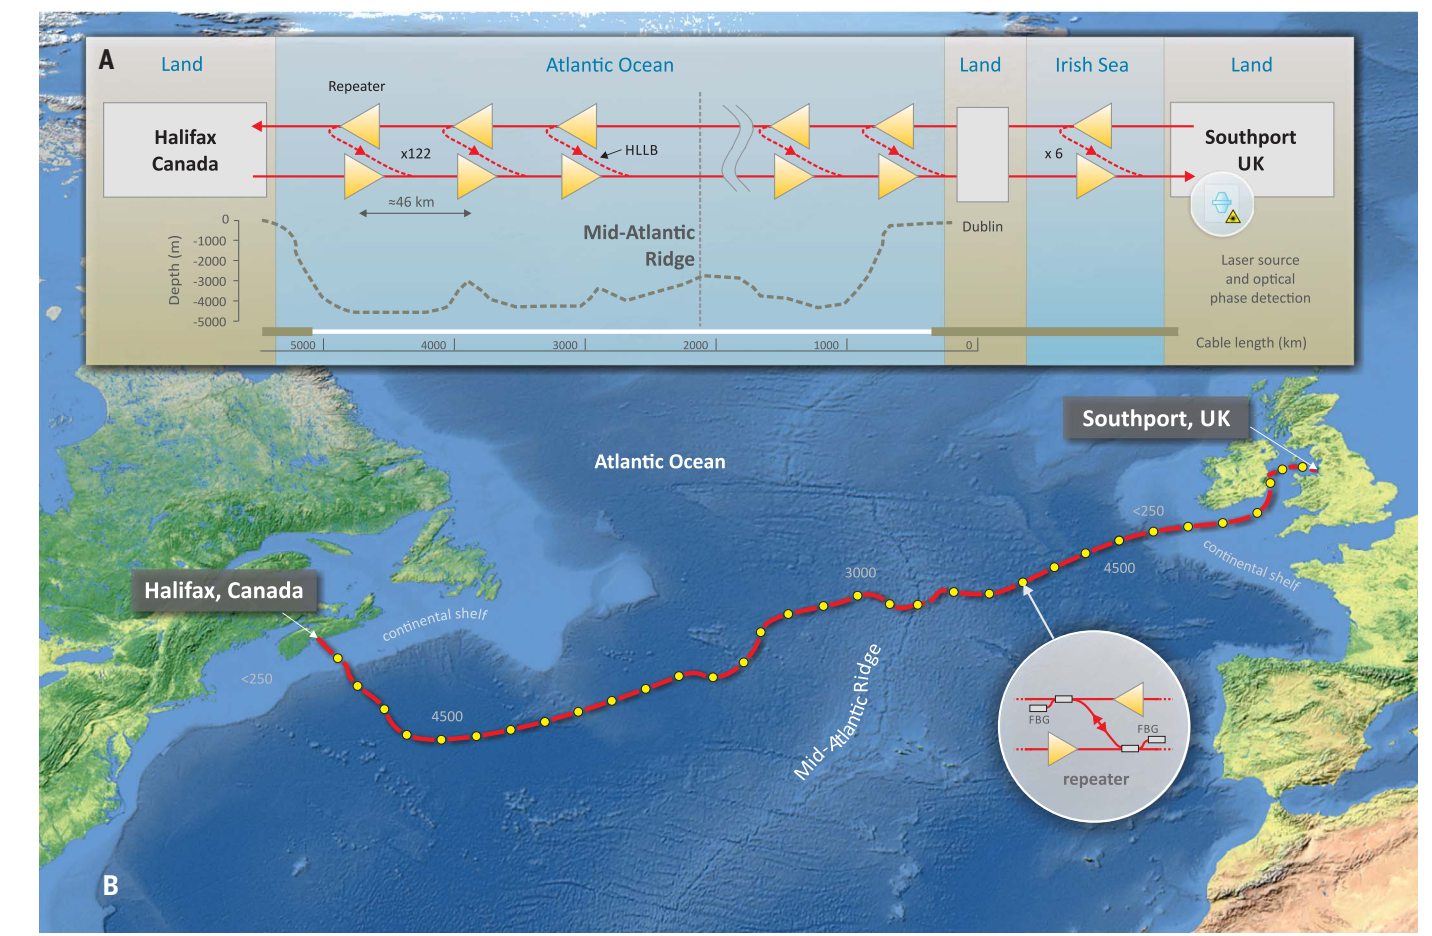 A
Land
Atlantic Ocean
Land
Irish Sea
Land
Repeater
Halifax
Canada
x122
HLLB
x 6
Southport
UK
≈46 km
Mid-Atlantic
Ridge
Dublin
Depth (m)
0
-1000
-2000
-3000
-4000
-5000
Laser source
and optical
phase detection
5000
4000
3000
2000
1000
0
Cable length (km)
Southport, UK
Atlantic Ocean
<250
continental shelf
4500
3000
Halifax, Canada
continental shelf
<250
4500
Mid-Atlantic Ridge
FBG
FBG
repeater
B